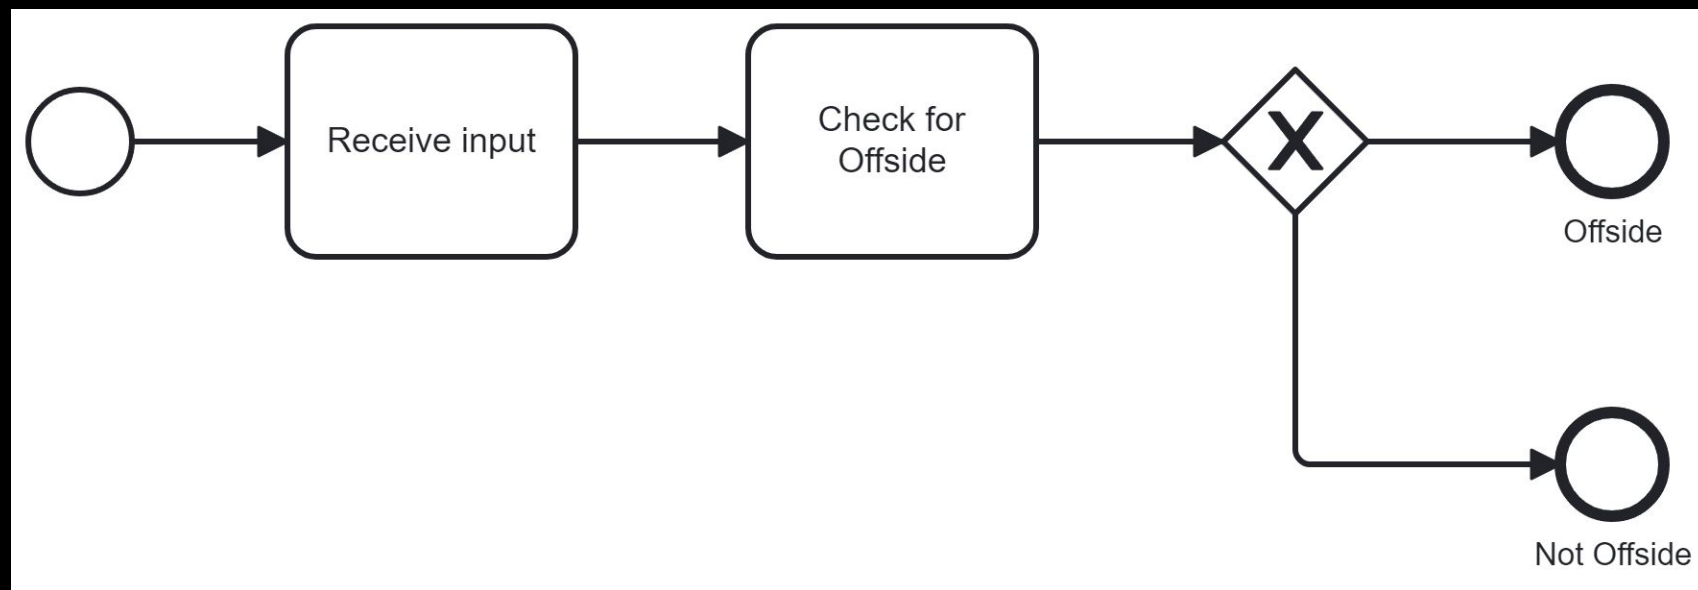 Receive input
Check for
Offside
X
Offside
Not Offside